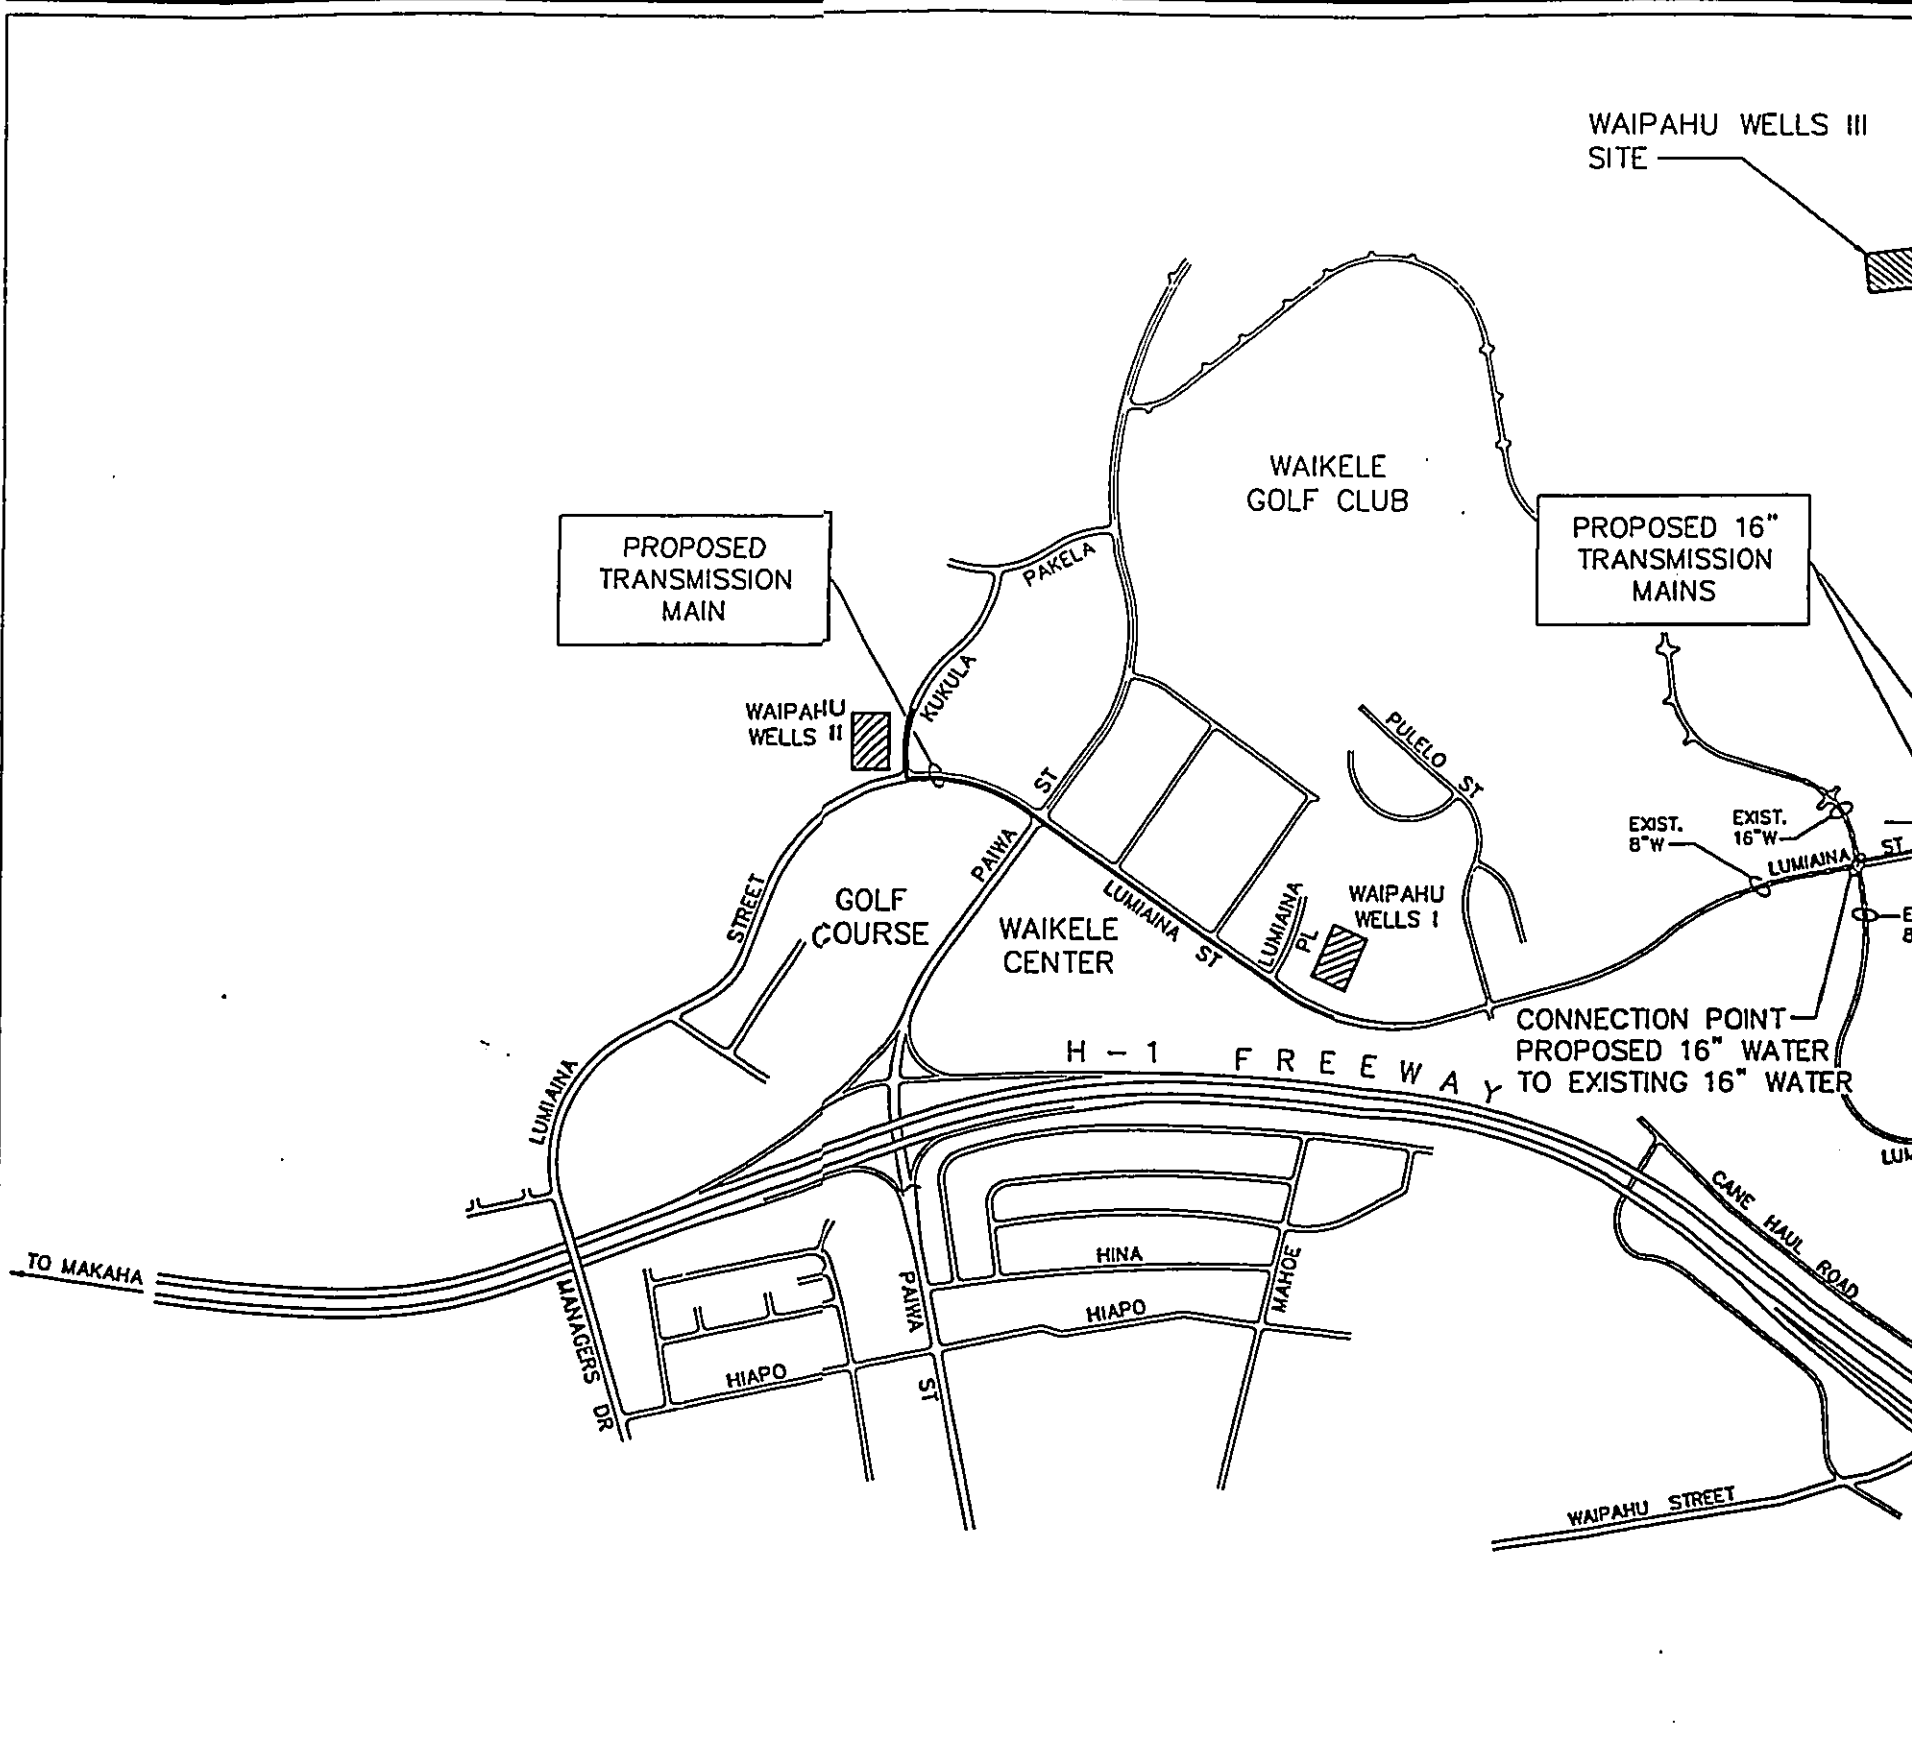 WAIPAHU WELLS III
SITE
WAIKELE
GOLF CLUB
PROPOSED
TRANSMISSION
MAIN
PROPOSED 16"
TRANSMISSION
MAINS
PAKELA
KUKULA
WAIPAHU
WELLS II
PULELO ST
PAIWA ST
EXIST.
8"W
EXIST.
16"W
LUMIAINA ST
STREET
GOLF
COURSE
WAIKELE
CENTER
LUMIAINA ST
LUMIAINA
PL
WAIPAHU
WELLS I
E
8
CONNECTION POINT
PROPOSED 16" WATER
TO EXISTING 16" WATER
H-1 FREEWAY
LUMIAINA
LUM
CANE HAUL ROAD
TO MAKAHA
MANAGERS DR
PAIWA ST
HINA
MAHOE
HIAPO
HIAPO
WAIPAHU STREET